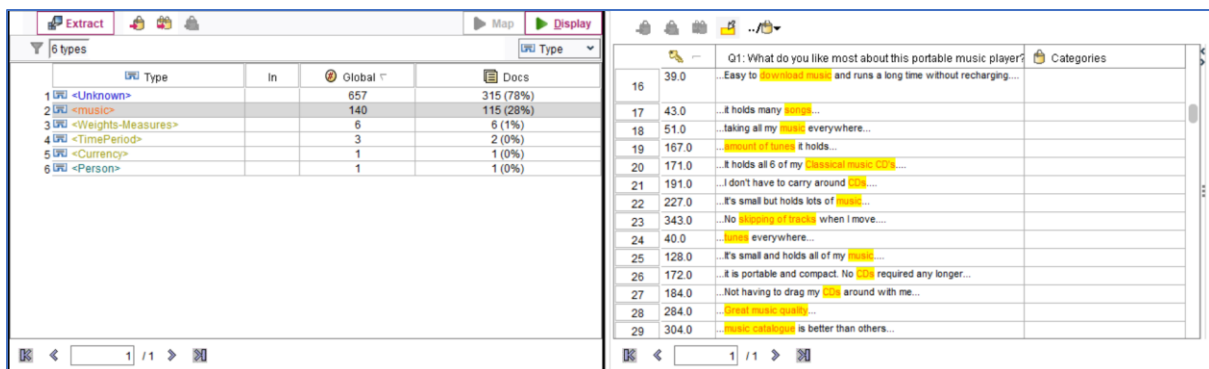 Extract
Map
Display
6 types
Type
Type In Global Docs
1 <Unknown> 657 315 (78%)
2 <music> 140 115 (28%)
3 <Weights-Measures> 6 6 (1%)
4 <TimePeriod> 3 2 (0%)
5 <Currency> 1 1 (0%)
6 <Person> 1 1 (0%)
1 / 1
../
Q1: What do you like most about this portable music player? Categories
16 39.0 ...Easy to download music and runs a long time without recharging....
17 43.0 ...it holds many songs...
18 51.0 ...taking all my music everywhere...
19 167.0 ...amount of tunes it holds...
20 171.0 ...It holds all 6 of my Classical music CD's....
21 191.0 ...I don't have to carry around CDs....
22 227.0 ...It's small but holds lots of music...
23 343.0 ...No skipping of tracks when I move....
24 40.0 ...tunes everywhere...
25 128.0 ...It's small and holds all of my music....
26 172.0 ...it is portable and compact. No CDs required any longer...
27 184.0 ...Not having to drag my CDs around with me...
28 284.0 ...Great music quality...
29 304.0 ...music catalogue is better than others...
1 / 1